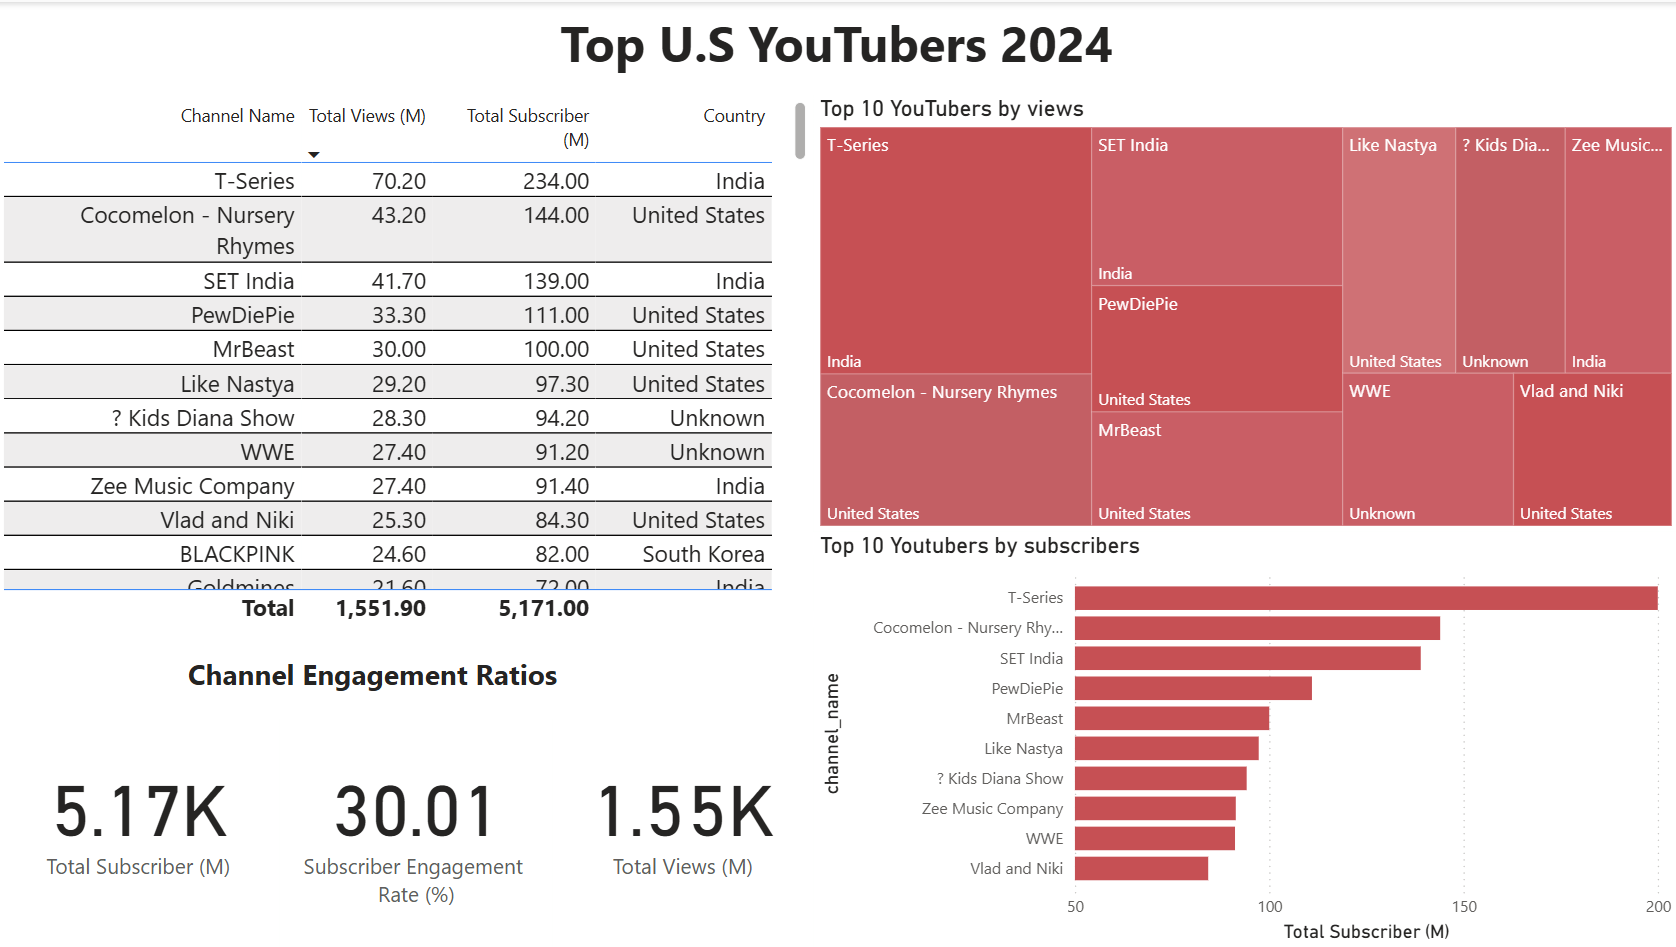 Top U.S YouTubers 2024
Channel Name Total Views (M) Total Subscriber (M) Country
T-Series 70.20 234.00 India
Cocomelon - Nursery Rhymes 43.20 144.00 United States
SET India 41.70 139.00 India
PewDiePie 33.30 111.00 United States
MrBeast 30.00 100.00 United States
Like Nastya 29.20 97.30 United States
? Kids Diana Show 28.30 94.20 Unknown
WWE 27.40 91.20 Unknown
Zee Music Company 27.40 91.40 India
Vlad and Niki 25.30 84.30 United States
BLACKPINK 24.60 82.00 South Korea
Goldmines 21.60 72.00 India
Total 1,551.90 5,171.00
Channel Engagement Ratios
5.17K
Total Subscriber (M)
30.01
Subscriber Engagement
Rate (%)
1.55K
Total Views (M)
Top 10 YouTubers by views
T-Series
India
Cocomelon - Nursery Rhymes
United States
SET India
India
PewDiePie
United States
MrBeast
United States
Like Nastya
United States
? Kids Dia...
Unknown
Zee Music...
India
WWE
Unknown
Vlad and Niki
United States
Top 10 Youtubers by subscribers
channel_name
T-Series
Cocomelon - Nursery Rhy...
SET India
PewDiePie
MrBeast
Like Nastya
? Kids Diana Show
Zee Music Company
WWE
Vlad and Niki
50 100 150 200
Total Subscriber (M)